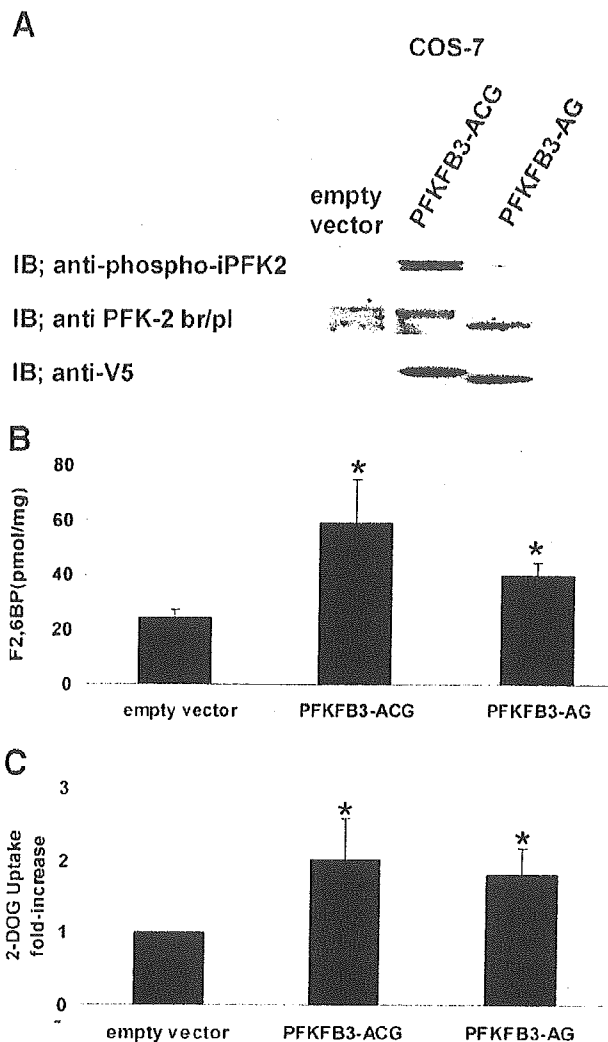 A
COS-7
empty
vector
PFKFB3-ACG
PFKFB3-AG
IB; anti-phospho-iPFK2
IB; anti PFK-2 br/pl
IB; anti-V5
B
F2,6BP(pmol/mg)
80
60
40
20
0
*
*
empty vector
PFKFB3-ACG
PFKFB3-AG
C
2-DOG Uptake
fold-increase
3
2
1
0
*
*
empty vector
PFKFB3-ACG
PFKFB3-AG